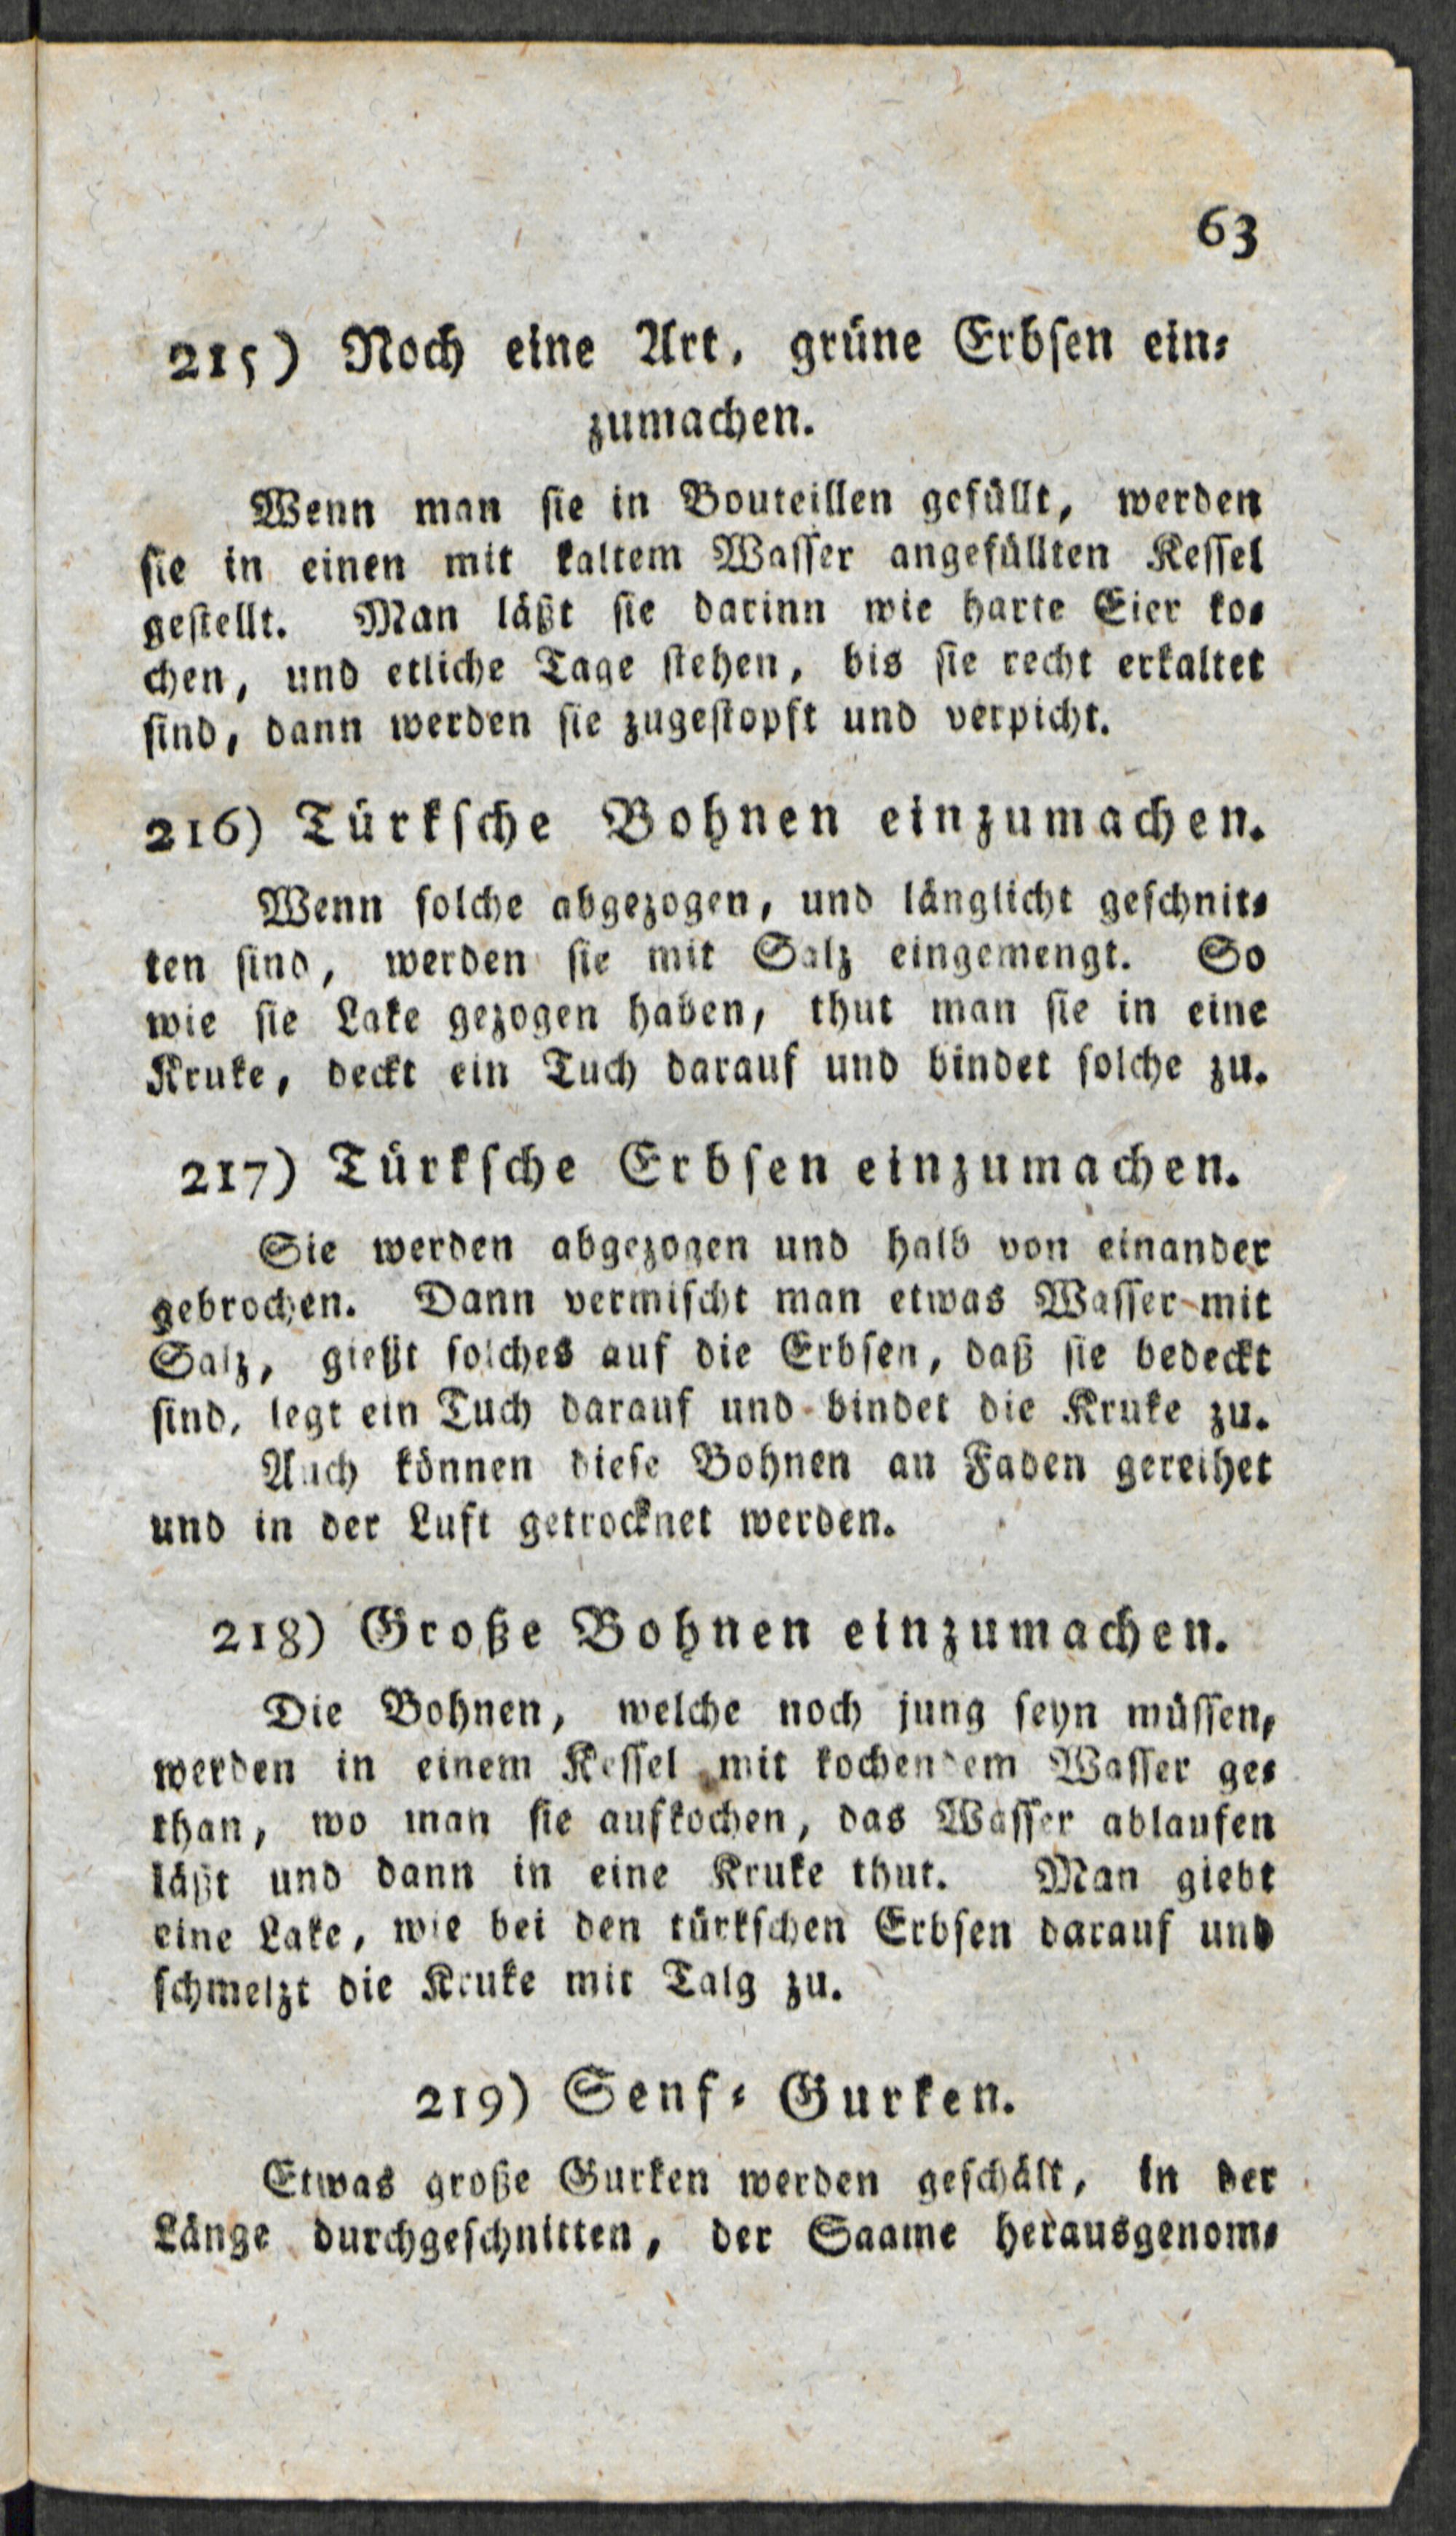 63
215) Noch eine Art, grüne Erbsen ein-
zumachen.
Wenn man sie in Bouteillen gefüllt, werden
sie in einen mit kaltem Wasser angefüllten Kessel
gestellt. Man läßt sie darinn wie harte Eier ko-
chen, und etliche Tage stehen, bis sie recht erkaltet
sind, dann werden sie zugestopft und verpicht.
216) Türksche Bohnen einzumachen.
Wenn solche abgezogen, und länglicht geschnit-
ten sind, werden sie mit Salz eingemengt. So
wie sie Lake gezogen haben, thut man sie in eine
Kruke, deckt ein Tuch darauf und bindet solche zu.
217) Türksche Erbsen einzumachen.
Sie werden abgezogen und halb von einander
gebrochen. Dann vermischt man etwas Wasser mit
Salz, gießt solches auf die Erbsen, daß sie bedeckt
sind, legt ein Tuch darauf und bindet die Kruke zu.
Auch können diese Bohnen an Faden gereihet
und in der Luft getrocknet werden.
218) Große Bohnen einzumachen.
Die Bohnen, welche noch jung seyn müssen,
werden in einem Kessel mit kochendem Wasser ge-
than, wo man sie aufkochen, das Wasser ablaufen
läßt und dann in eine Kruke thut. Man giebt
eine Lake, wie bei den türkschen Erbsen darauf und
schmelzt die Kruke mit Talg zu.
219) Senf- Gurken.
Etwas große Gurken werden geschält, in der
Länge durchgeschnitten, der Saame herausgenom-